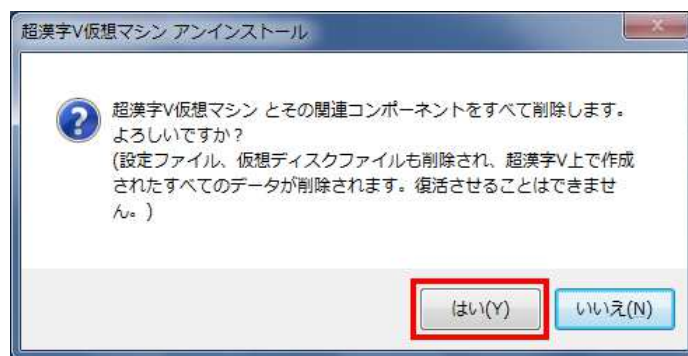 超漢字V仮想マシン アンインストール
超漢字V仮想マシン とその関連コンポーネントをすべて削除します。
よろしいですか？
(設定ファイル、仮想ディスクファイルも削除され、超漢字V上で作成
されたすべてのデータが削除されます。復活させることはできませ
ん。)
はい(Y)
いいえ(N)